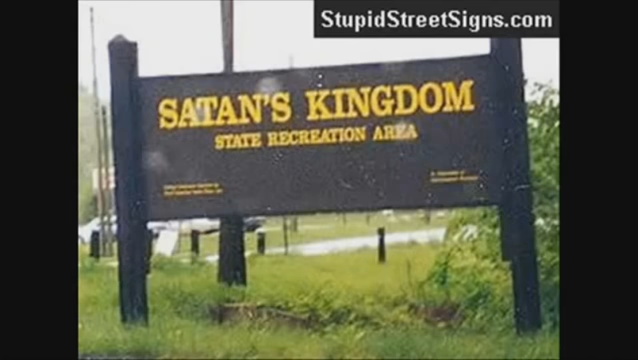 StupidStreetSigns.com
SATAN'S KINGDOM
STATE RECREATION AREA